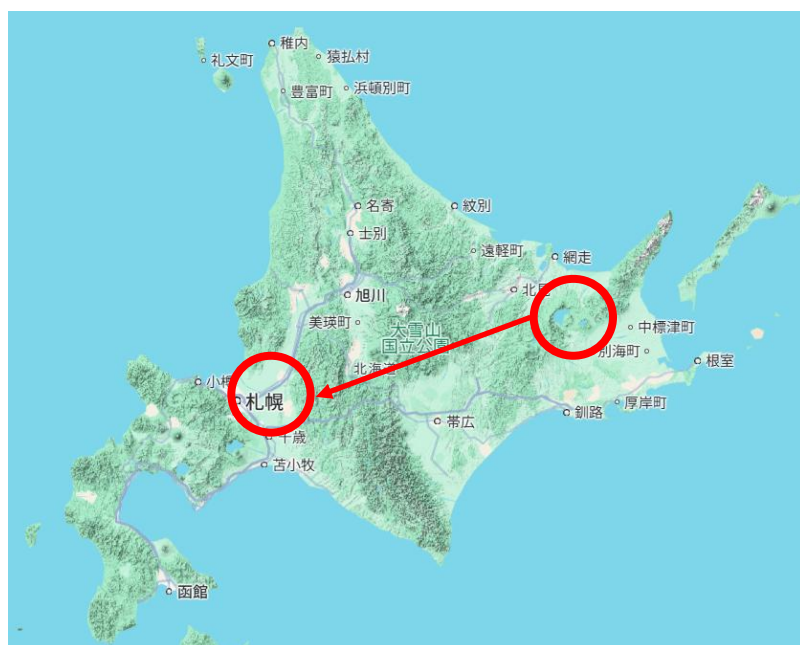 稚内
猿払村
礼文町
豊富町
浜頓別町
名寄
紋別
士別
遠軽町
網走
旭川
北見
美瑛町
大雪山
国立公園
中標津町
別海町
北海道
根室
小樽
札幌
帯広
釧路
厚岸町
千歳
苫小牧
函館